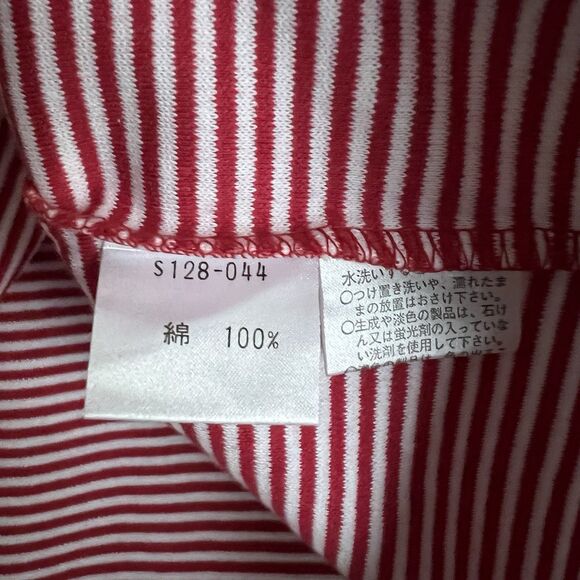 S128-044
綿 100%
水洗いす
○つけ置き洗いや、濡れたま
まの放置はおさけ下さい。
○生成や淡色の製品は、石け
ん又は蛍光剤の入っていな
い洗剤を使用して下さい。